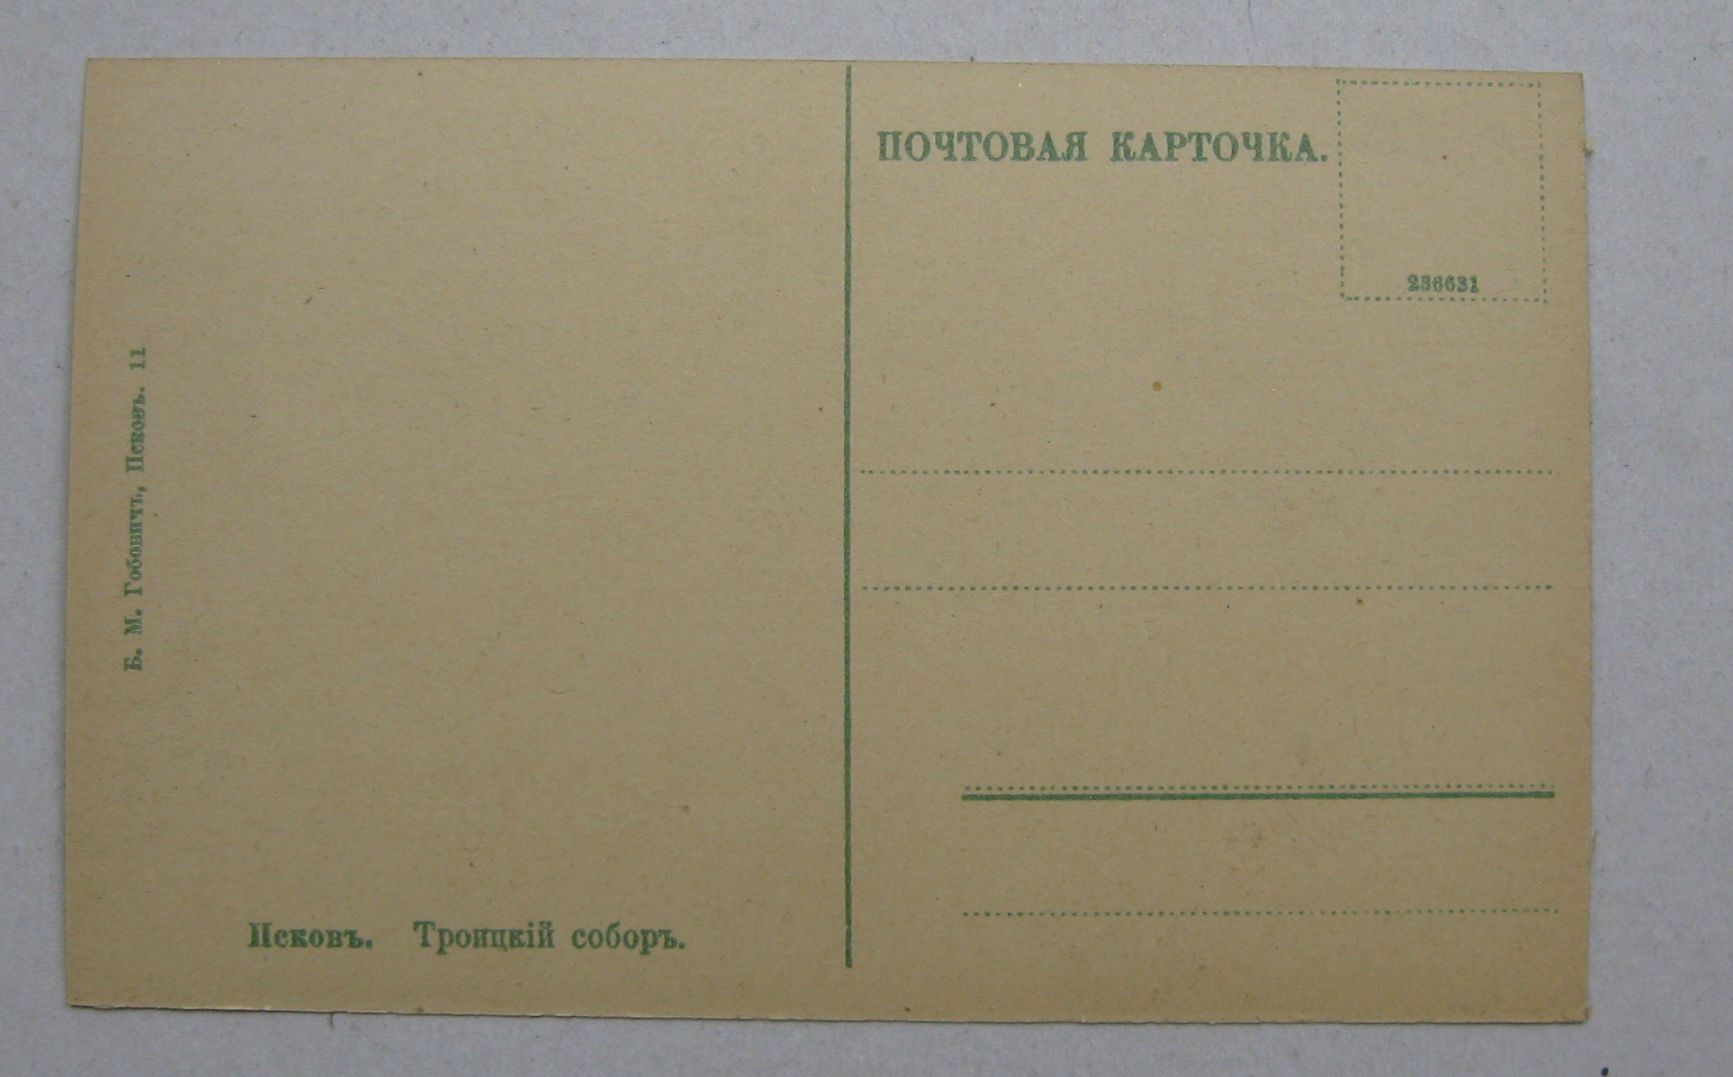 ПОЧТОВАЯ КАРТОЧКА.
236631
Б. М. Гобовичъ, Псковъ. 11
Псковъ. Троицкій соборъ.